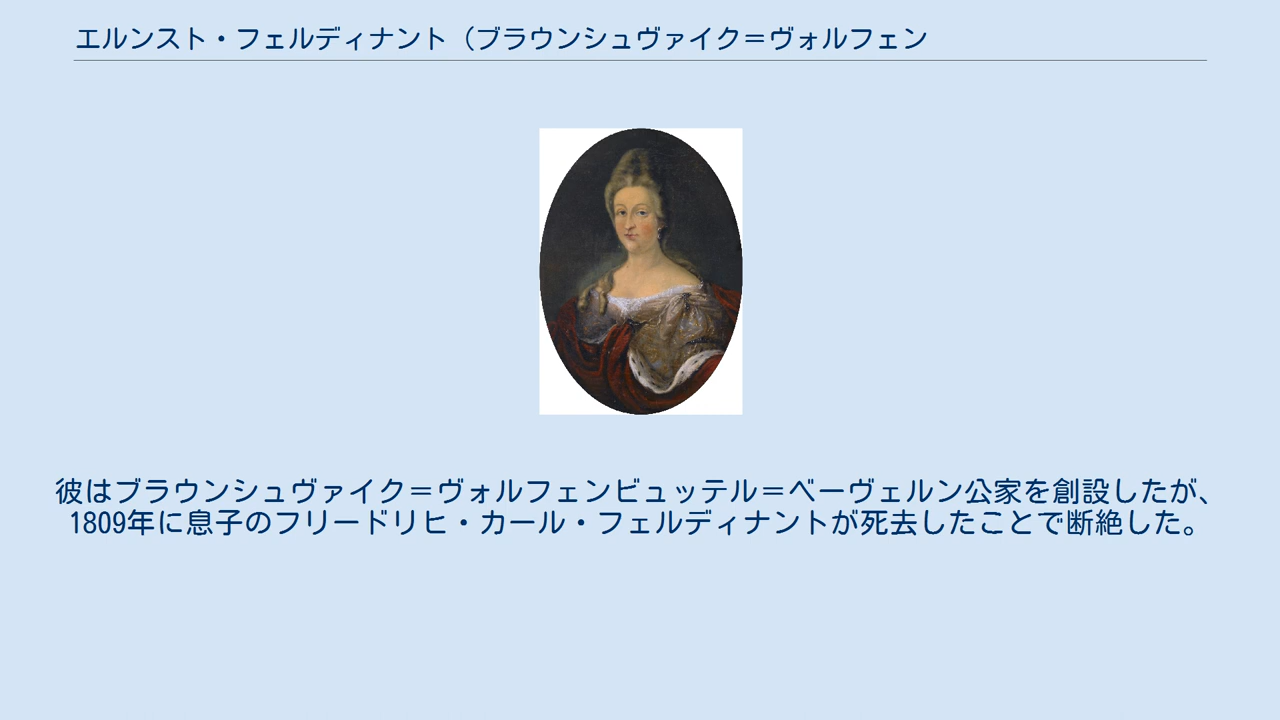 エルンスト・フェルディナント（ブラウンシュヴァイク＝ヴォルフェン
彼はブラウンシュヴァイク＝ヴォルフェンビュッテル＝ベーヴェルン公家を創設したが、
1809年に息子のフリードリヒ・カール・フェルディナントが死去したことで断絶した。